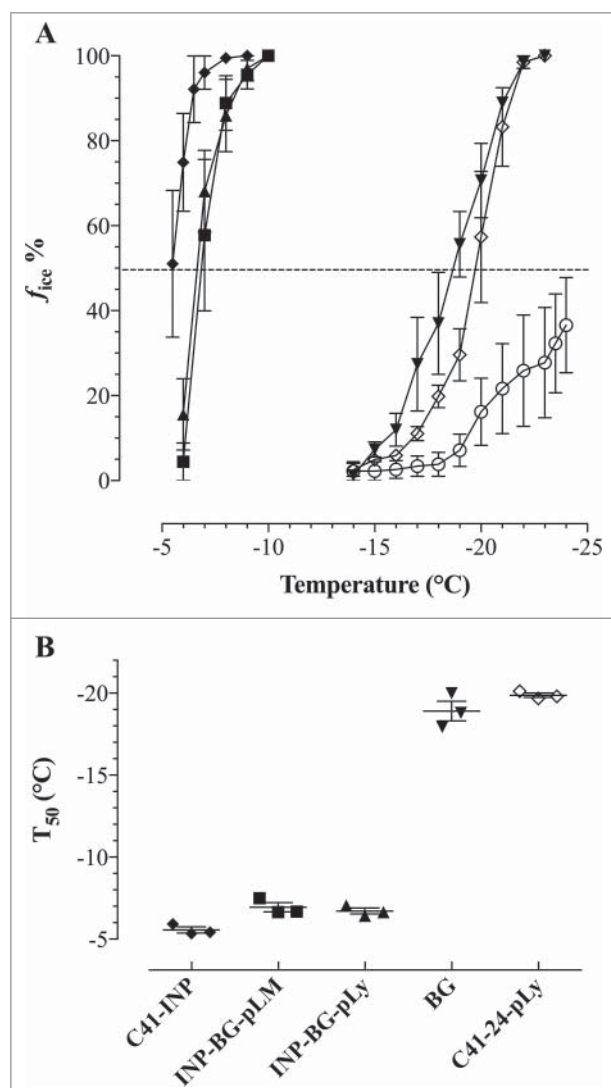 A
100
80
60
40
20
0
f_ice %
-5 -10 -15 -20 -25
Temperature (°C)
B
-20
-15
-10
-5
T_50 (°C)
C41-INP INP-BG-pLM INP-BG-pLy BG C41-24-pLy